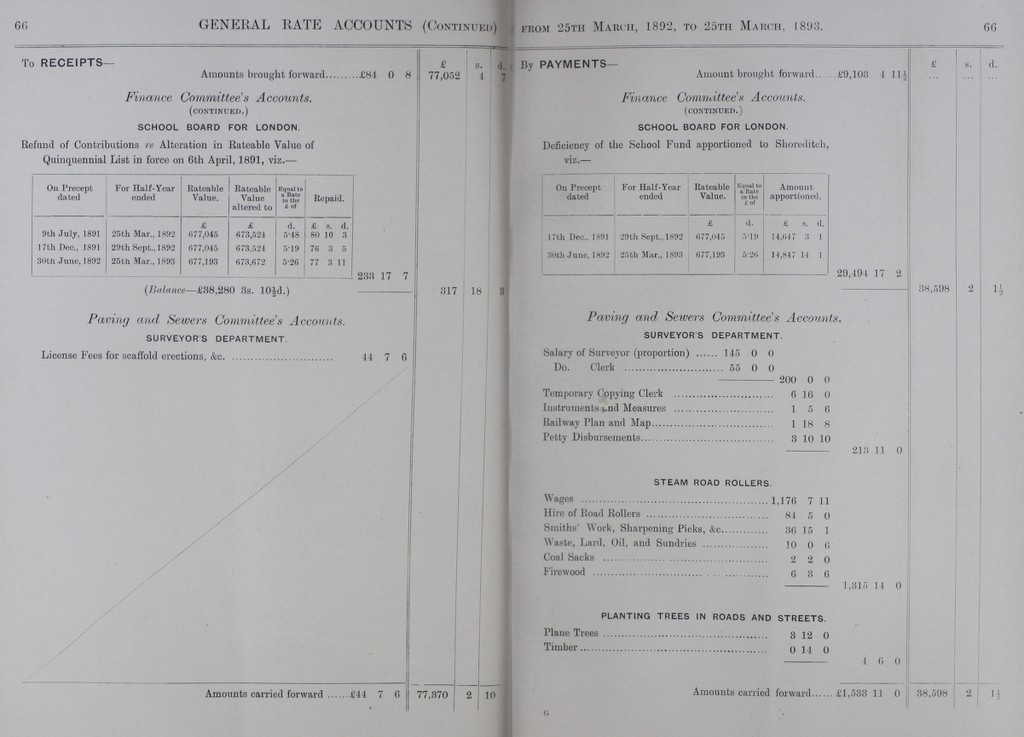 66 GENERAL RATE ACCOUNTS (CONTINUED)
To RECEIPTS— £ s. d.
Amounts brought forward.........£84 0 8 77,052 4 7
Finance Committee's Accounts.
(CONTINUED.)
SCHOOL BOARD FOR LONDON.
Refund of Contributions re Alteration in Rateable Value of
Quinquennial List in force on 6th April, 1891, viz.—
On Precept dated | For Half-Year ended | Rateable Value. | Rateable Value altered to | Equal to a Rate in the £ of | Repaid.
£ £ d. £ s. d.
9th July, 1891 25th Mar., 1892 677,045 673,524 5·48 80 10 3
17th Dec., 1891 29th Sept., 1892 677,045 673,524 5·19 76 3 5
30th June, 1892 25th Mar., 1893 677,193 673,672 5·26 77 3 11
233 17 7
(Balance—£38,280 3s. 10½d.) 317 18 3
Paving and Sewers Committee's Accounts.
SURVEYOR'S DEPARTMENT.
License Fees for scaffold erections, &c. ............................ 44 7 6
Amounts carried forward ......£44 7 6 77,370 2 10
FROM 25TH MARCH, 1892, TO 25TH MARCH, 1893. 66
By PAYMENTS— £ s. d.
Amount brought forward......£9,103 4 11½ ... ... ...
Finance Committee's Accounts.
(CONTINUED.)
SCHOOL BOARD FOR LONDON.
Deficiency of the School Fund apportioned to Shoreditch,
viz.—
On Precept dated | For Half-Year ended | Rateable Value. | Equal to a Rate in the £ of | Amount apportioned.
£ d. £ s. d.
17th Dec., 1891 29th Sept., 1892 677,045 5·19 14,647 3 1
30th June, 1892 25th Mar., 1893 677,193 5·26 14,847 14 1
29,494 17 2
38,598 2 1½
Paving and Sewers Committee's Accounts.
SURVEYOR'S DEPARTMENT.
Salary of Surveyor (proportion) ...... 145 0 0
Do. Clerk ........................... 55 0 0
200 0 0
Temporary Copying Clerk ........................... 6 16 0
Instruments and Measures ........................... 1 5 6
Railway Plan and Map................................. 1 18 8
Petty Disbursements.................................... 3 10 10
213 11 0
STEAM ROAD ROLLERS.
Wages ...................................................1,176 7 11
Hire of Road Rollers ................................. 84 5 0
Smiths' Work, Sharpening Picks, &c............. 36 15 1
Waste, Lard, Oil, and Sundries .................. 10 0 6
Coal Sacks ............................................. 2 2 0
Firewood ............................................... 6 3 6
1,315 14 0
PLANTING TREES IN ROADS AND STREETS.
Plane Trees ............................................. 3 12 0
Timber................................................... 0 14 0
4 6 0
Amounts carried forward......£1,533 11 0 38,598 2 1½
G